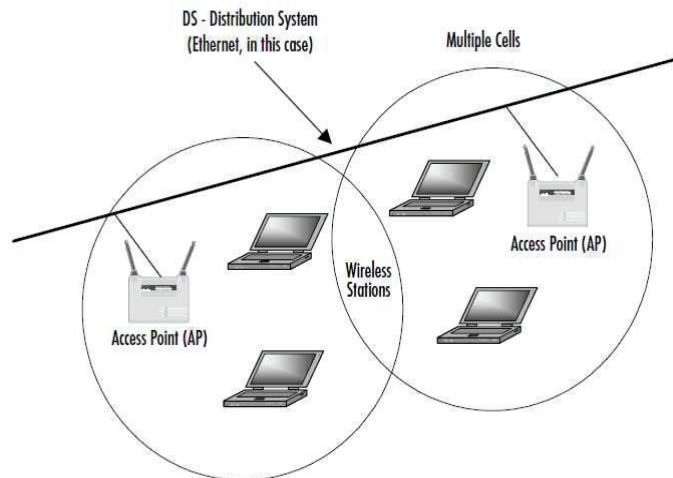 DS - Distribution System
(Ethernet, in this case)
Multiple Cells
Access Point (AP)
Wireless
Stations
Access Point (AP)